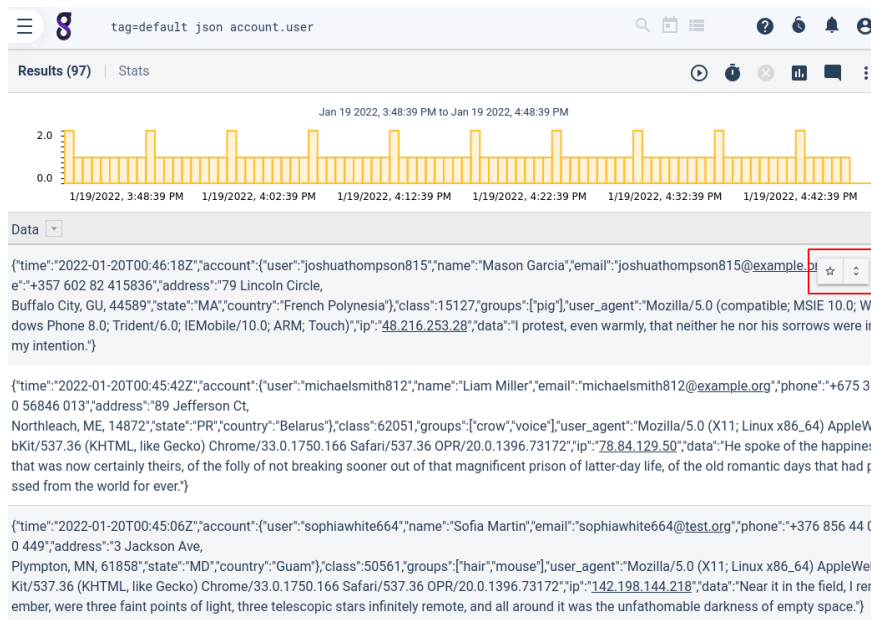 tag=default json account.user
Results (97) Stats
Jan 19 2022, 3:48:39 PM to Jan 19 2022, 4:48:39 PM
2.0
0.0
1/19/2022, 3:48:39 PM 1/19/2022, 4:02:39 PM 1/19/2022, 4:12:39 PM 1/19/2022, 4:22:39 PM 1/19/2022, 4:32:39 PM 1/19/2022, 4:42:39 PM
Data
{"time":"2022-01-20T00:46:18Z","account":{"user":"joshuathompson815","name":"Mason Garcia","email":"joshuathompson815@example.or
e":"+357 602 82 415836","address":"79 Lincoln Circle,
Buffalo City, GU, 44589","state":"MA","country":"French Polynesia"},"class":15127,"groups":["pig"],"user_agent":"Mozilla/5.0 (compatible; MSIE 10.0; W
dows Phone 8.0; Trident/6.0; IEMobile/10.0; ARM; Touch)","ip":"48.216.253.28","data":"I protest, even warmly, that neither he nor his sorrows were i
my intention."}
{"time":"2022-01-20T00:45:42Z","account":{"user":"michaelsmith812","name":"Liam Miller","email":"michaelsmith812@example.org","phone":"+675 3
0 56846 013","address":"89 Jefferson Ct,
Northleach, ME, 14872","state":"PR","country":"Belarus"},"class":62051,"groups":["crow","voice"],"user_agent":"Mozilla/5.0 (X11; Linux x86_64) AppleW
bKit/537.36 (KHTML, like Gecko) Chrome/33.0.1750.166 Safari/537.36 OPR/20.0.1396.73172","ip":"78.84.129.50","data":"He spoke of the happines
that was now certainly theirs, of the folly of not breaking sooner out of that magnificent prison of latter-day life, of the old romantic days that had p
ssed from the world for ever."}
{"time":"2022-01-20T00:45:06Z","account":{"user":"sophiawhite664","name":"Sofia Martin","email":"sophiawhite664@test.org","phone":"+376 856 44 0
0 449","address":"3 Jackson Ave,
Plympton, MN, 61858","state":"MD","country":"Guam"},"class":50561,"groups":["hair","mouse"],"user_agent":"Mozilla/5.0 (X11; Linux x86_64) AppleWe
Kit/537.36 (KHTML, like Gecko) Chrome/33.0.1750.166 Safari/537.36 OPR/20.0.1396.73172","ip":"142.198.144.218","data":"Near it in the field, I re
ember, were three faint points of light, three telescopic stars infinitely remote, and all around it was the unfathomable darkness of empty space."}